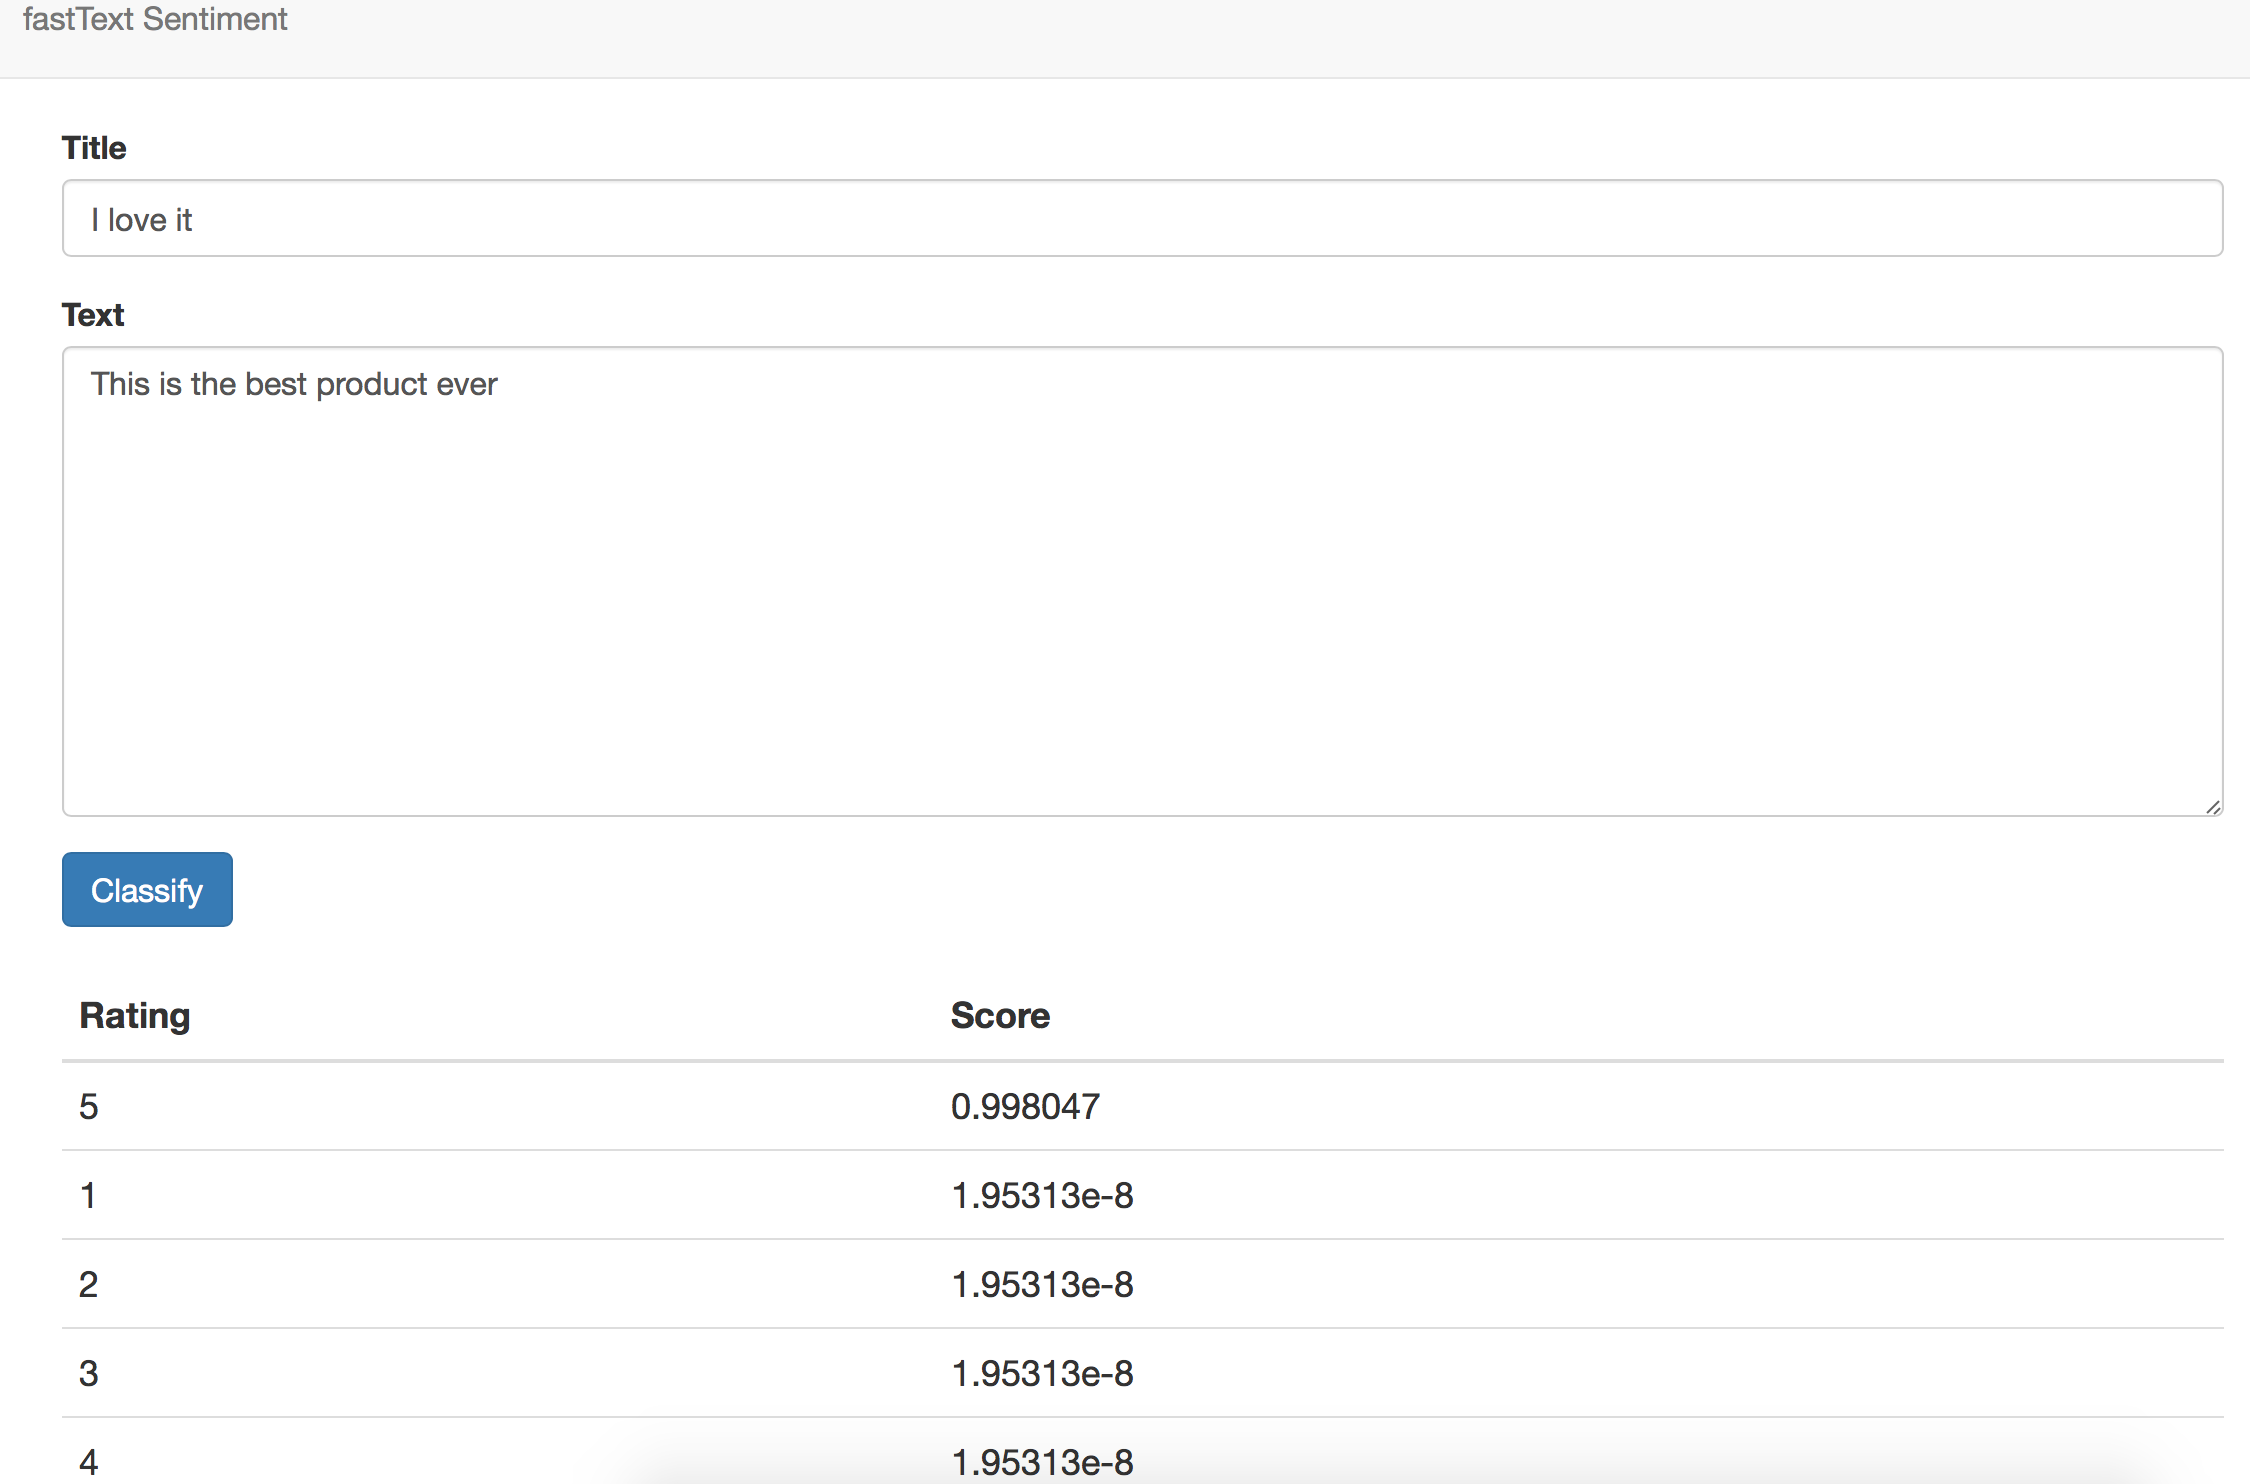 fastText Sentiment
Title
I love it
Text
This is the best product ever
Classify
Rating Score
5 0.998047
1 1.95313e-8
2 1.95313e-8
3 1.95313e-8
4 1.95313e-8